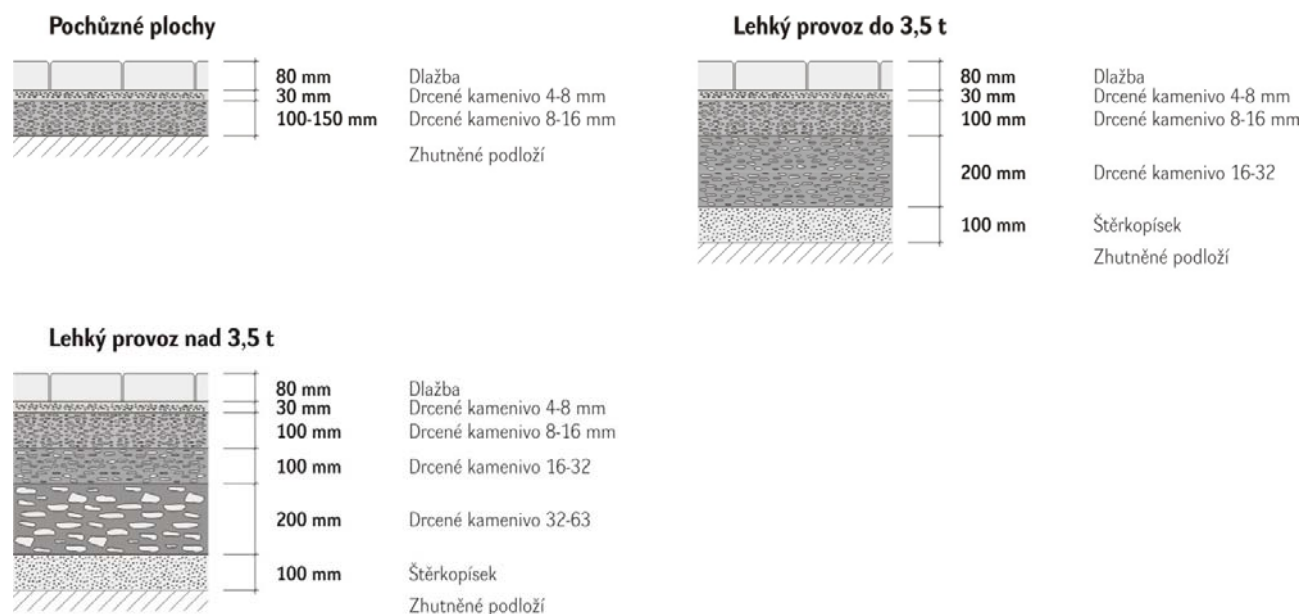 Pochůzné plochy
80 mm Dlažba
30 mm Drcené kamenivo 4-8 mm
100-150 mm Drcené kamenivo 8-16 mm
Zhutněné podloží
Lehký provoz do 3,5 t
80 mm Dlažba
30 mm Drcené kamenivo 4-8 mm
100 mm Drcené kamenivo 8-16 mm
200 mm Drcené kamenivo 16-32
100 mm Štěrkopísek
Zhutněné podloží
Lehký provoz nad 3,5 t
80 mm Dlažba
30 mm Drcené kamenivo 4-8 mm
100 mm Drcené kamenivo 8-16 mm
100 mm Drcené kamenivo 16-32
200 mm Drcené kamenivo 32-63
100 mm Štěrkopísek
Zhutněné podloží